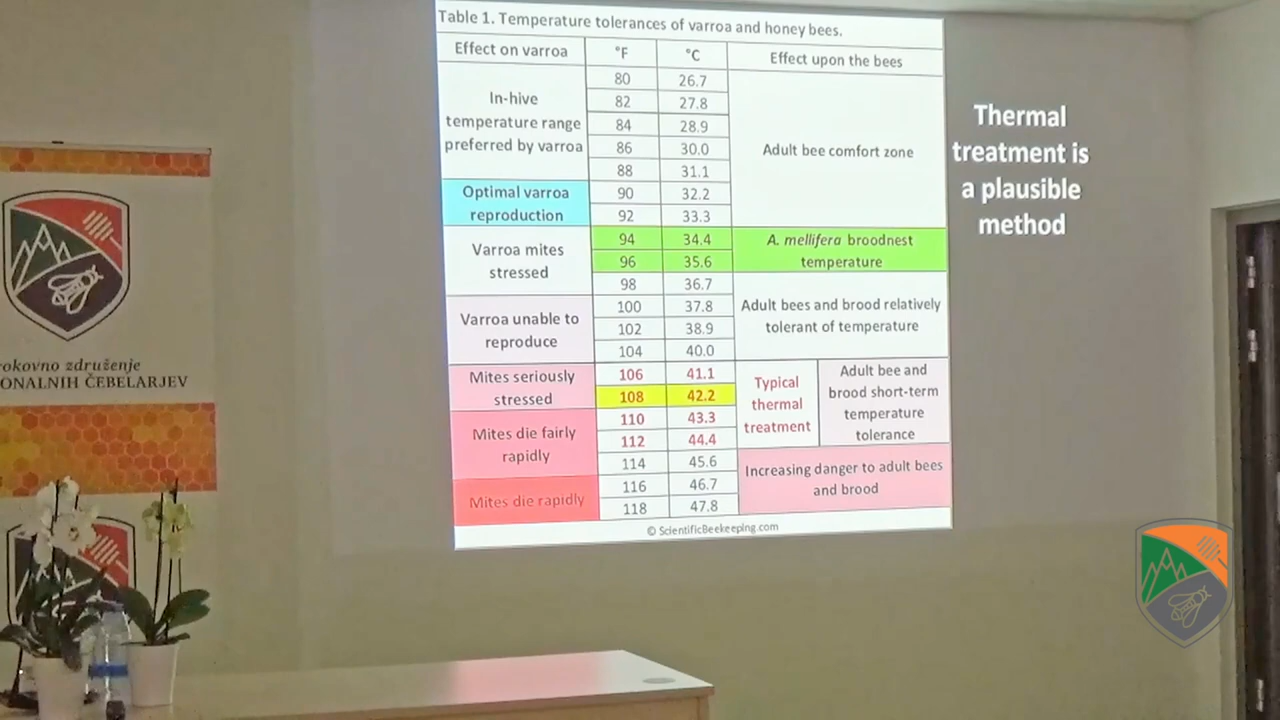 Table 1. Temperature tolerances of varroa and honey bees.
Effect on varroa °F °C Effect upon the bees
80 26.7
82 27.8
84 28.9
86 30.0
88 31.1
In-hive
temperature range
preferred by varroa
Adult bee comfort zone
90 32.2
92 33.3
Optimal varroa
reproduction
94 34.4
96 35.6
98 36.7
Varroa mites
stressed
A. mellifera broodnest
temperature
100 37.8
102 38.9
104 40.0
Varroa unable to
reproduce
Adult bees and brood relatively
tolerant of temperature
106 41.1
108 42.2
Mites seriously
stressed
110 43.3
112 44.4
114 45.6
Mites die fairly
rapidly
Typical
thermal
treatment
Adult bee and
brood short-term
temperature
tolerance
116 46.7
118 47.8
Mites die rapidly
Increasing danger to adult bees
and brood
© ScientificBeekeeping.com
Thermal
treatment is
a plausible
method
rokovno združenje
ONALNIH ČEBELARJEV